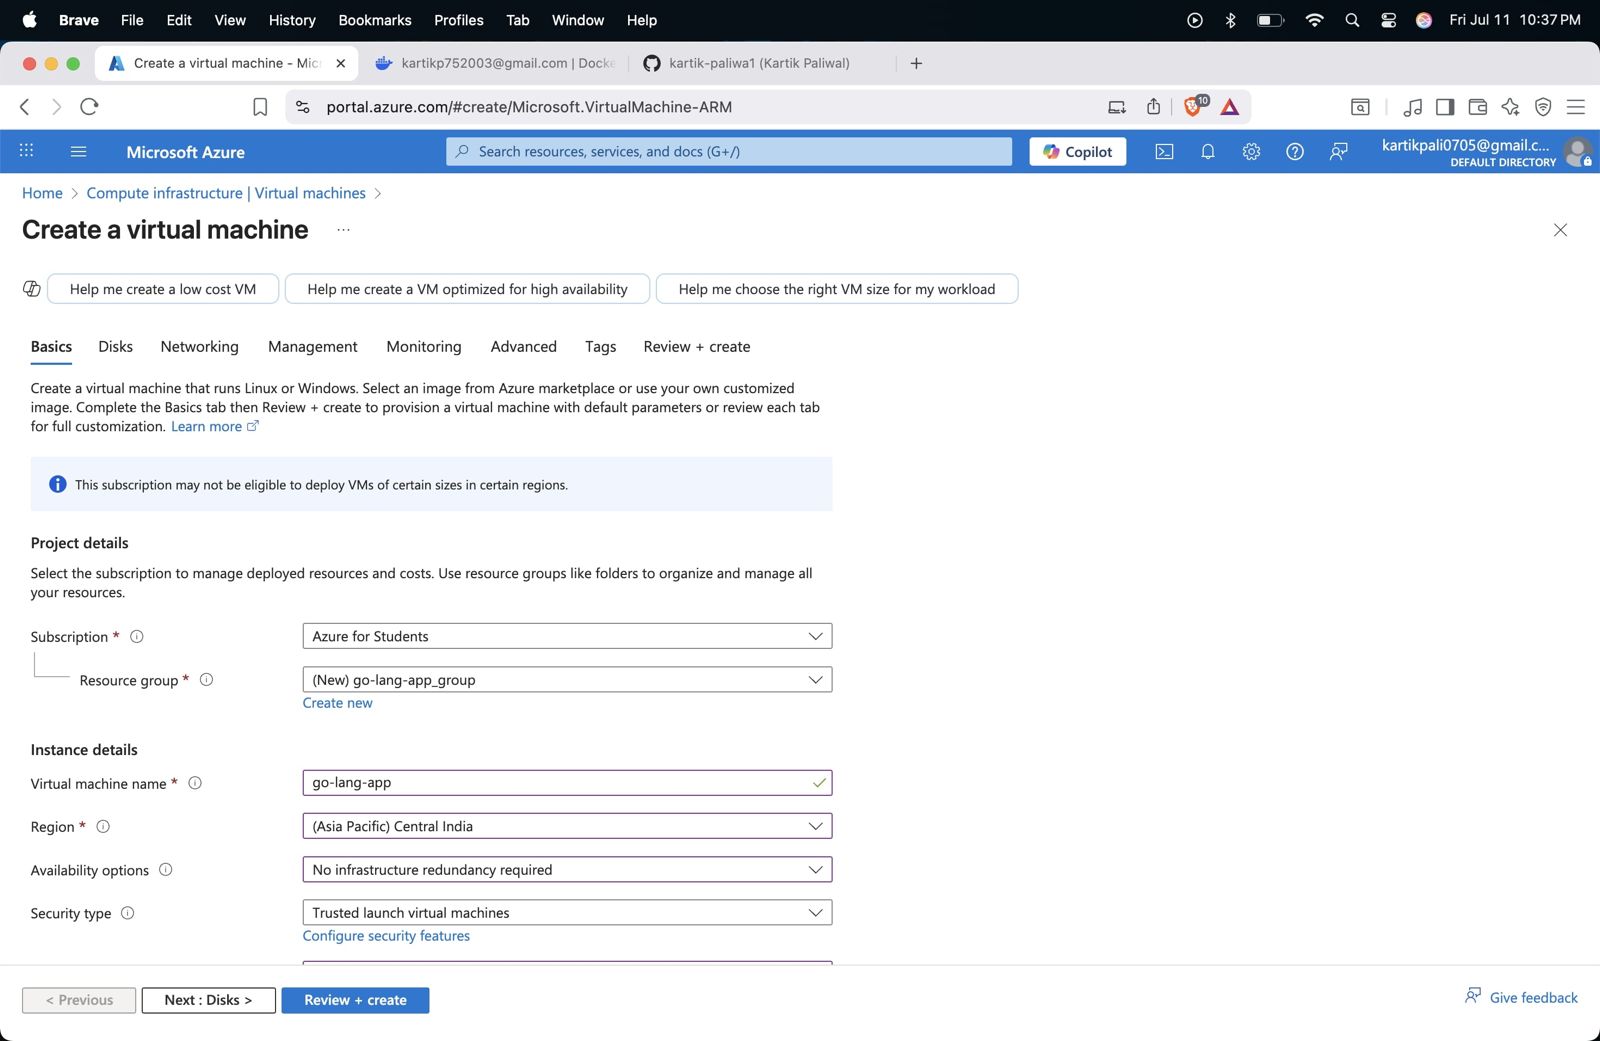 Brave File Edit View History Bookmarks Profiles Tab Window Help Fri Jul 11 10:37 PM
Create a virtual machine - Mic kartikp752003@gmail.com | Docke kartik-paliwa1 (Kartik Paliwal)
portal.azure.com/#create/Microsoft.VirtualMachine-ARM 10
Microsoft Azure Search resources, services, and docs (G+/) Copilot kartikpali0705@gmail.c...
DEFAULT DIRECTORY
Home > Compute infrastructure | Virtual machines >
Create a virtual machine ...
Help me create a low cost VM Help me create a VM optimized for high availability Help me choose the right VM size for my workload
Basics Disks Networking Management Monitoring Advanced Tags Review + create
Create a virtual machine that runs Linux or Windows. Select an image from Azure marketplace or use your own customized
image. Complete the Basics tab then Review + create to provision a virtual machine with default parameters or review each tab
for full customization. Learn more
This subscription may not be eligible to deploy VMs of certain sizes in certain regions.
Project details
Select the subscription to manage deployed resources and costs. Use resource groups like folders to organize and manage all
your resources.
Subscription * Azure for Students
Resource group * (New) go-lang-app_group
Create new
Instance details
Virtual machine name * go-lang-app
Region * (Asia Pacific) Central India
Availability options No infrastructure redundancy required
Security type Trusted launch virtual machines
Configure security features
< Previous Next : Disks > Review + create Give feedback